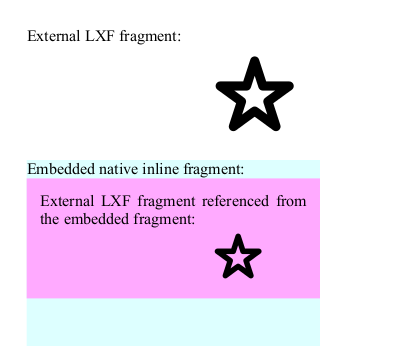 External LXF fragment:
Embedded native inline fragment:
External LXF fragment referenced from
the embedded fragment: